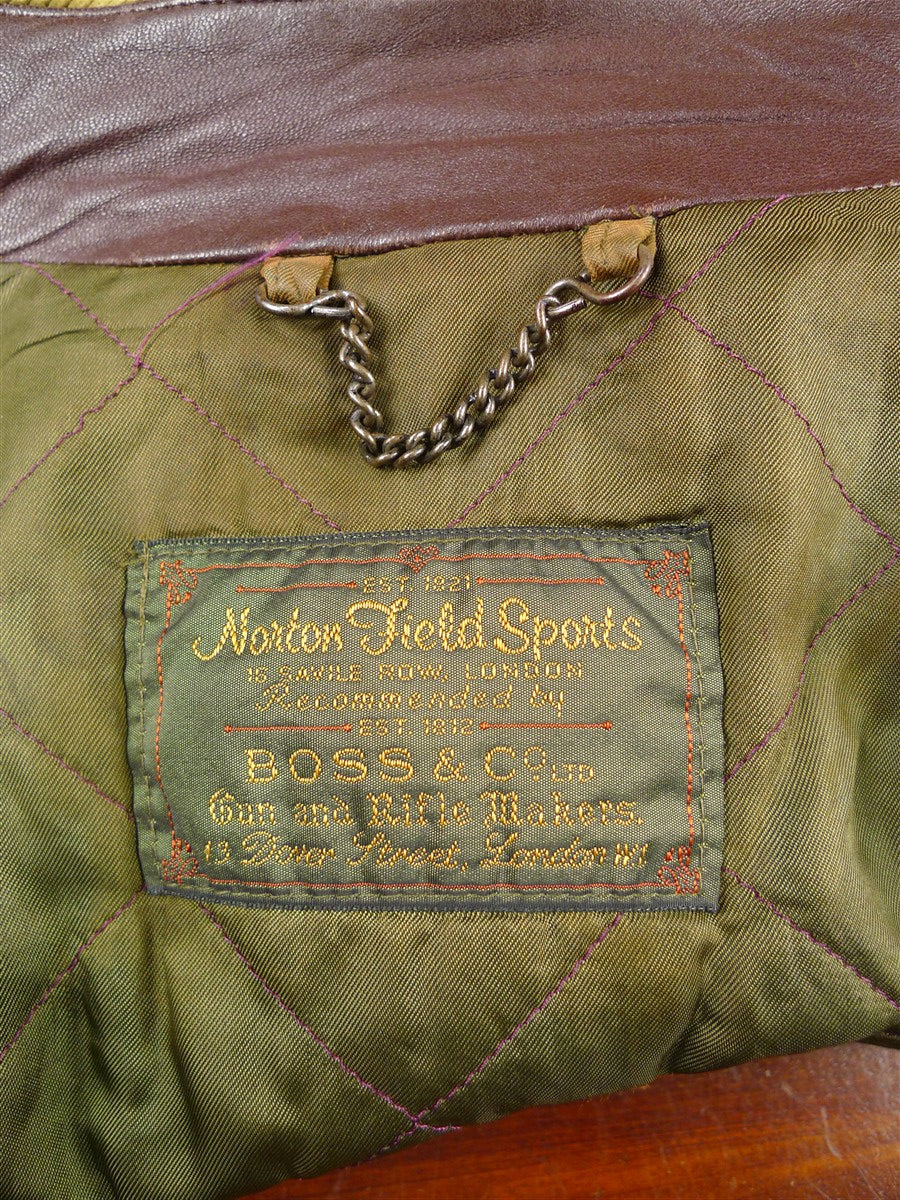 EST. 1821
Norton Field Sports
16 SAVILE ROW, LONDON
Recommended by
EST. 1812
BOSS & CO LTD
Gun and Rifle Makers.
13 Dover Street, London W1